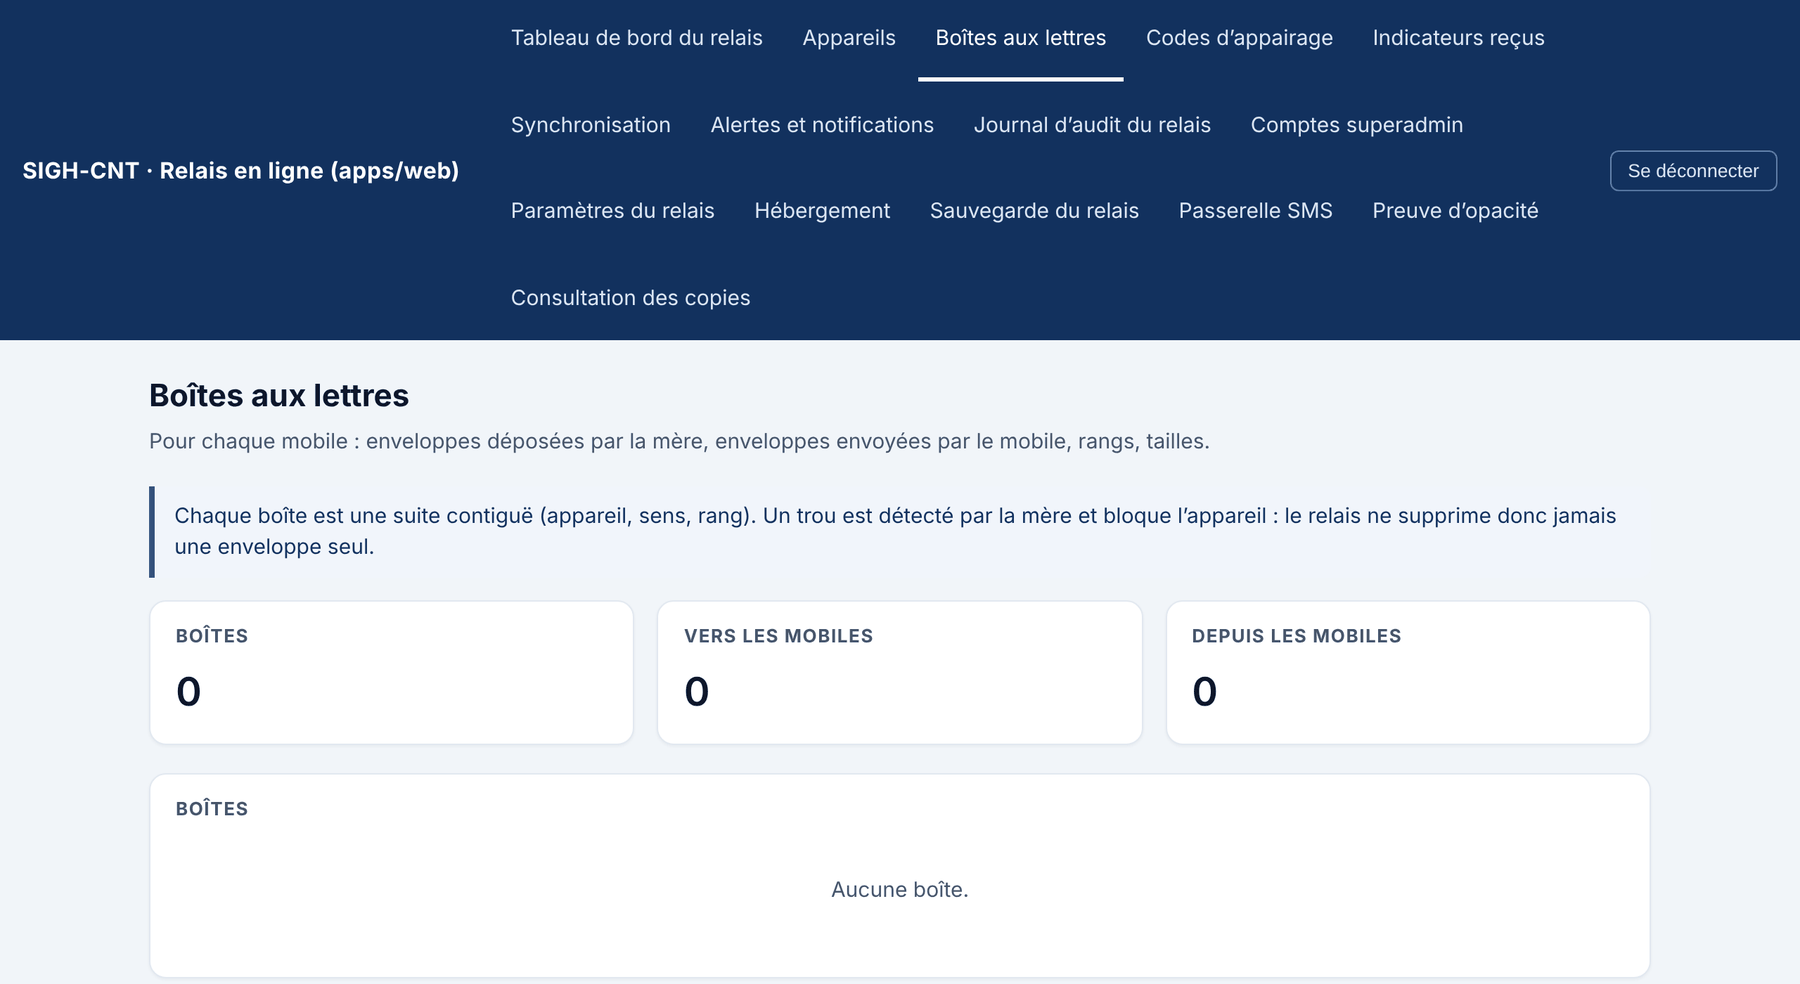 SIGH-CNT · Relais en ligne (apps/web)
Tableau de bord du relais Appareils Boîtes aux lettres Codes d’appairage Indicateurs reçus
Synchronisation Alertes et notifications Journal d’audit du relais Comptes superadmin
Paramètres du relais Hébergement Sauvegarde du relais Passerelle SMS Preuve d’opacité
Consultation des copies
Se déconnecter
Boîtes aux lettres
Pour chaque mobile : enveloppes déposées par la mère, enveloppes envoyées par le mobile, rangs, tailles.
Chaque boîte est une suite contiguë (appareil, sens, rang). Un trou est détecté par la mère et bloque l’appareil : le relais ne supprime donc jamais
une enveloppe seul.
BOÎTES
0
VERS LES MOBILES
0
DEPUIS LES MOBILES
0
BOÎTES
Aucune boîte.